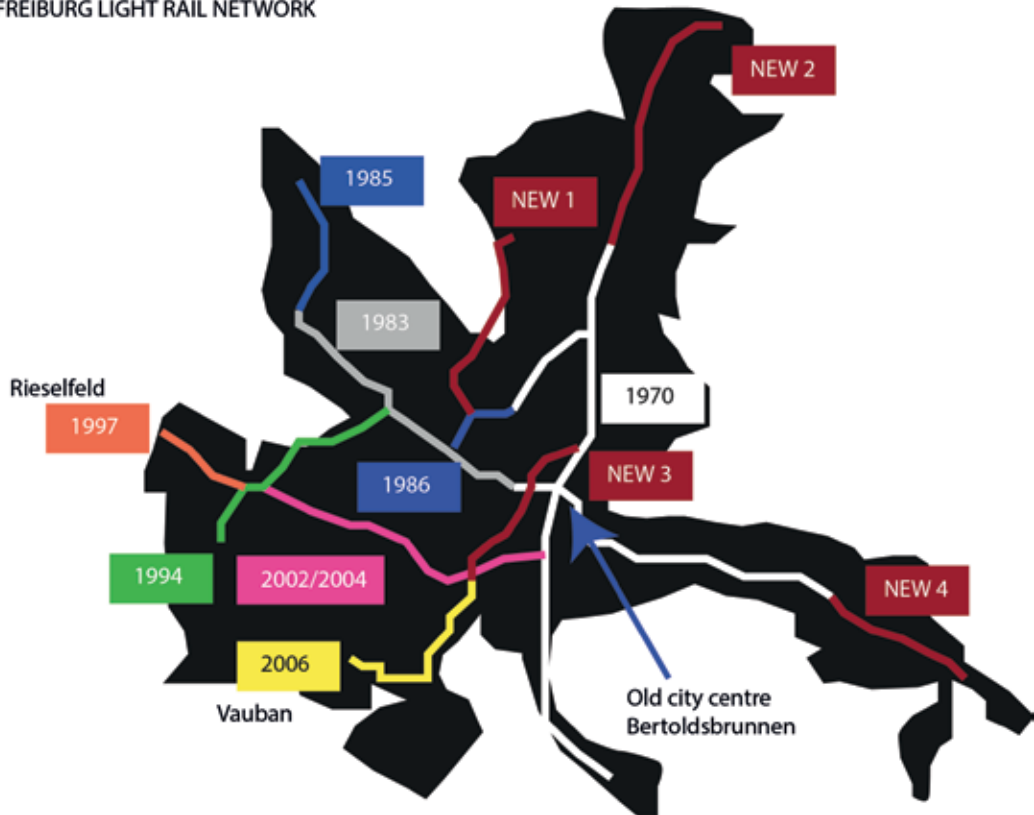 FREIBURG LIGHT RAIL NETWORK
NEW 2
1985
NEW 1
1983
Rieselfeld
1997
1970
1986
NEW 3
1994
2002/2004
NEW 4
2006
Vauban
Old city centre
Bertoldsbrunnen